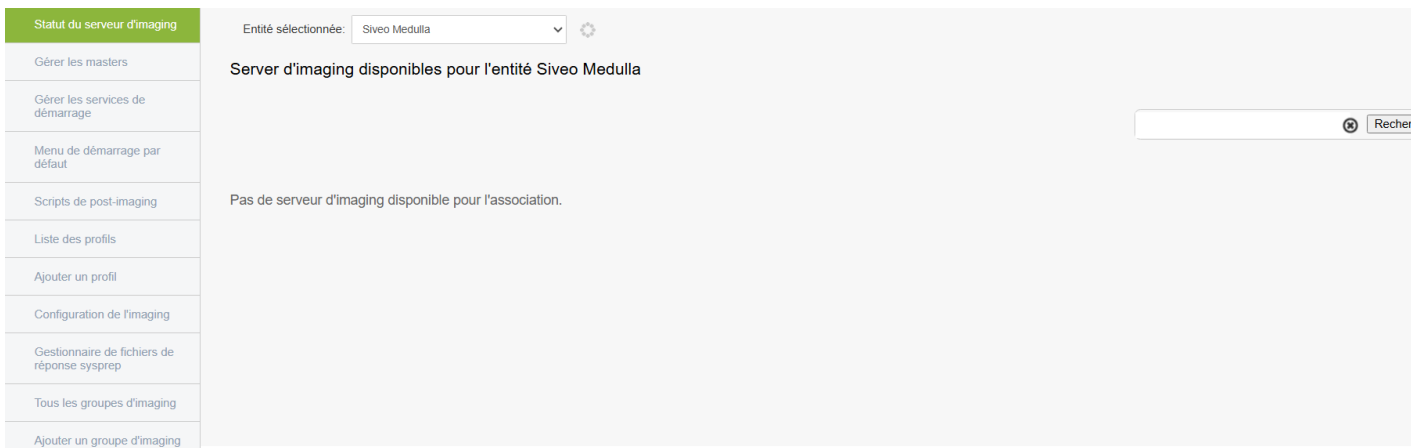 Statut du serveur d'imaging
Entité sélectionnée: Siveo Medulla
Gérer les masters
Server d'imaging disponibles pour l'entité Siveo Medulla
Gérer les services de
démarrage
Recher
Menu de démarrage par
défaut
Scripts de post-imaging
Pas de serveur d'imaging disponible pour l'association.
Liste des profils
Ajouter un profil
Configuration de l'imaging
Gestionnaire de fichiers de
réponse sysprep
Tous les groupes d'imaging
Ajouter un groupe d'imaging